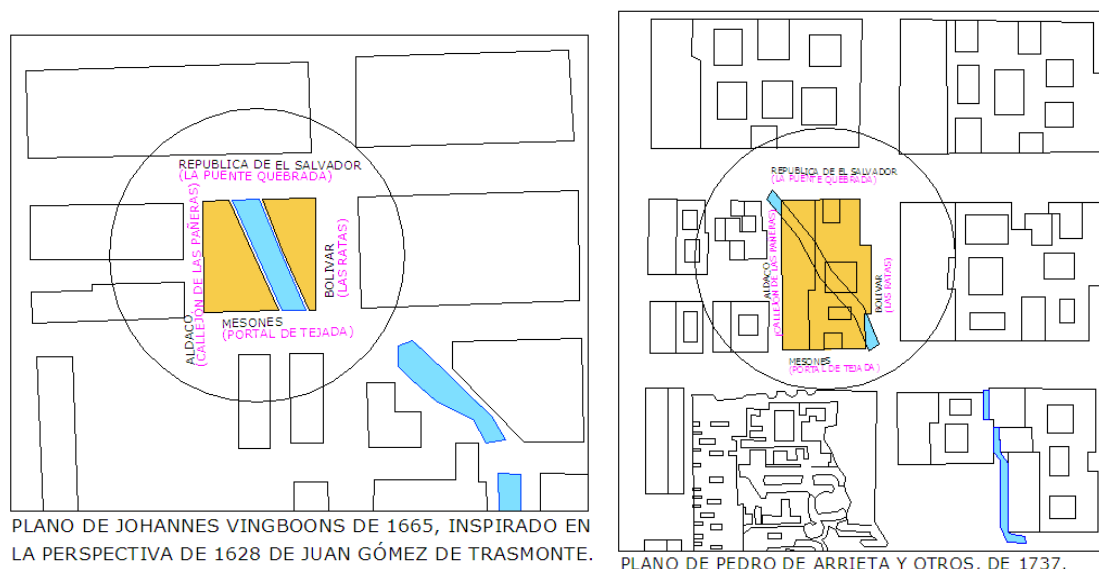 REPUBLICA DE EL SALVADOR
(LA PUENTE QUEBRADA)
ALDACO
(CALLEJÓN DE LAS PAÑERAS)
BOLIVAR
(LAS RATAS)
MESONES
(PORTAL DE TEJADA)
PLANO DE JOHANNES VINGBOONS DE 1665, INSPIRADO EN
LA PERSPECTIVA DE 1628 DE JUAN GÓMEZ DE TRASMONTE.
REPUBLICA DE EL SALVADOR
(LA PUENTE QUEBRADA)
ALDACO
(CALLEJÓN DE LAS PAÑERAS)
BOLIVAR
(LAS RATAS)
MESONES
(PORTAL DE TEJADA)
PLANO DE PEDRO DE ARRIETA Y OTROS, DE 1737.